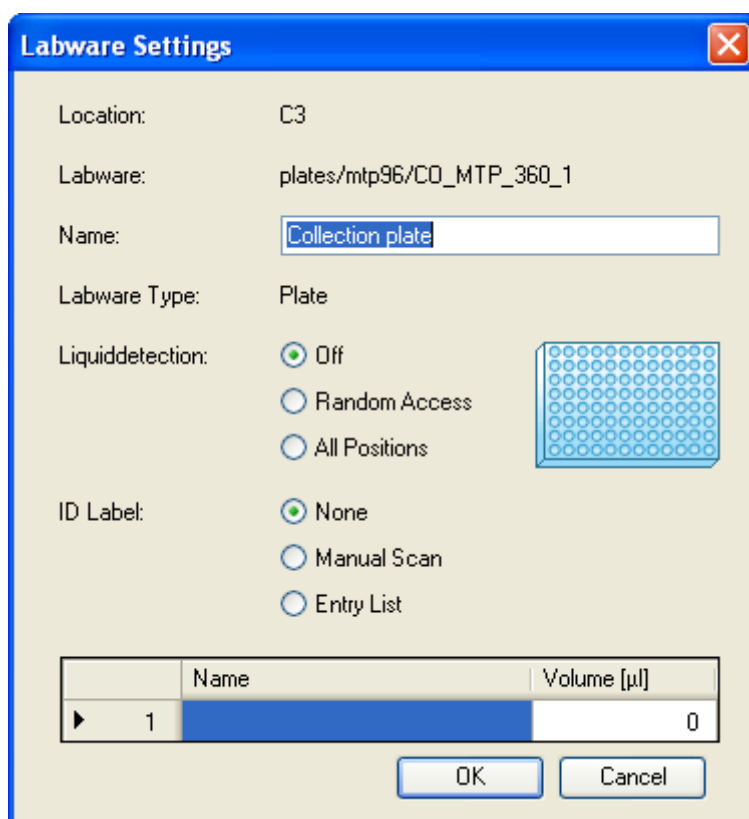 Labware Settings
Location: C3
Labware: plates/mtp96/CO_MTP_360_1
Name: Collection plate
Labware Type: Plate
Liquiddetection: Off
Random Access
All Positions
ID Label: None
Manual Scan
Entry List
Name Volume [µl]
1 0
OK Cancel